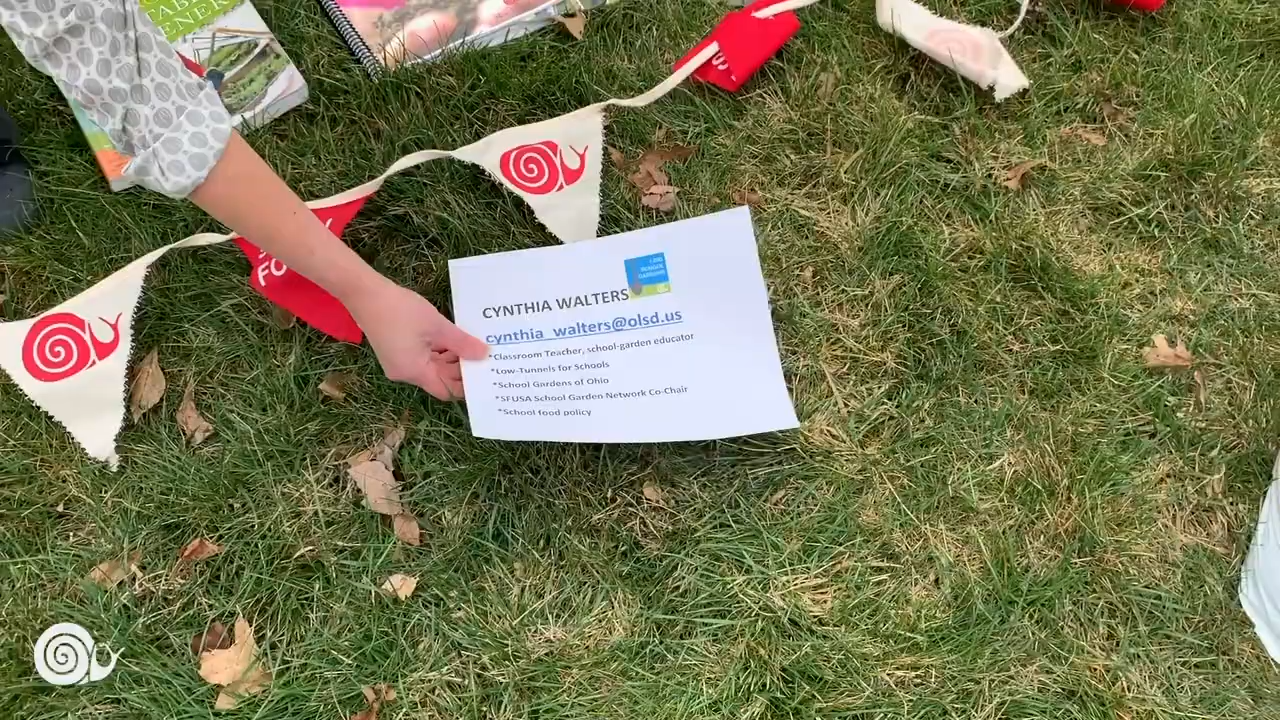 CYNTHIA WALTERS
cynthia_walters@olsd.us
*Classroom Teacher, school-garden educator
*Low-Tunnels for Schools
*School Gardens of Ohio
*SFUSA School Garden Network Co-Chair
*School food policy